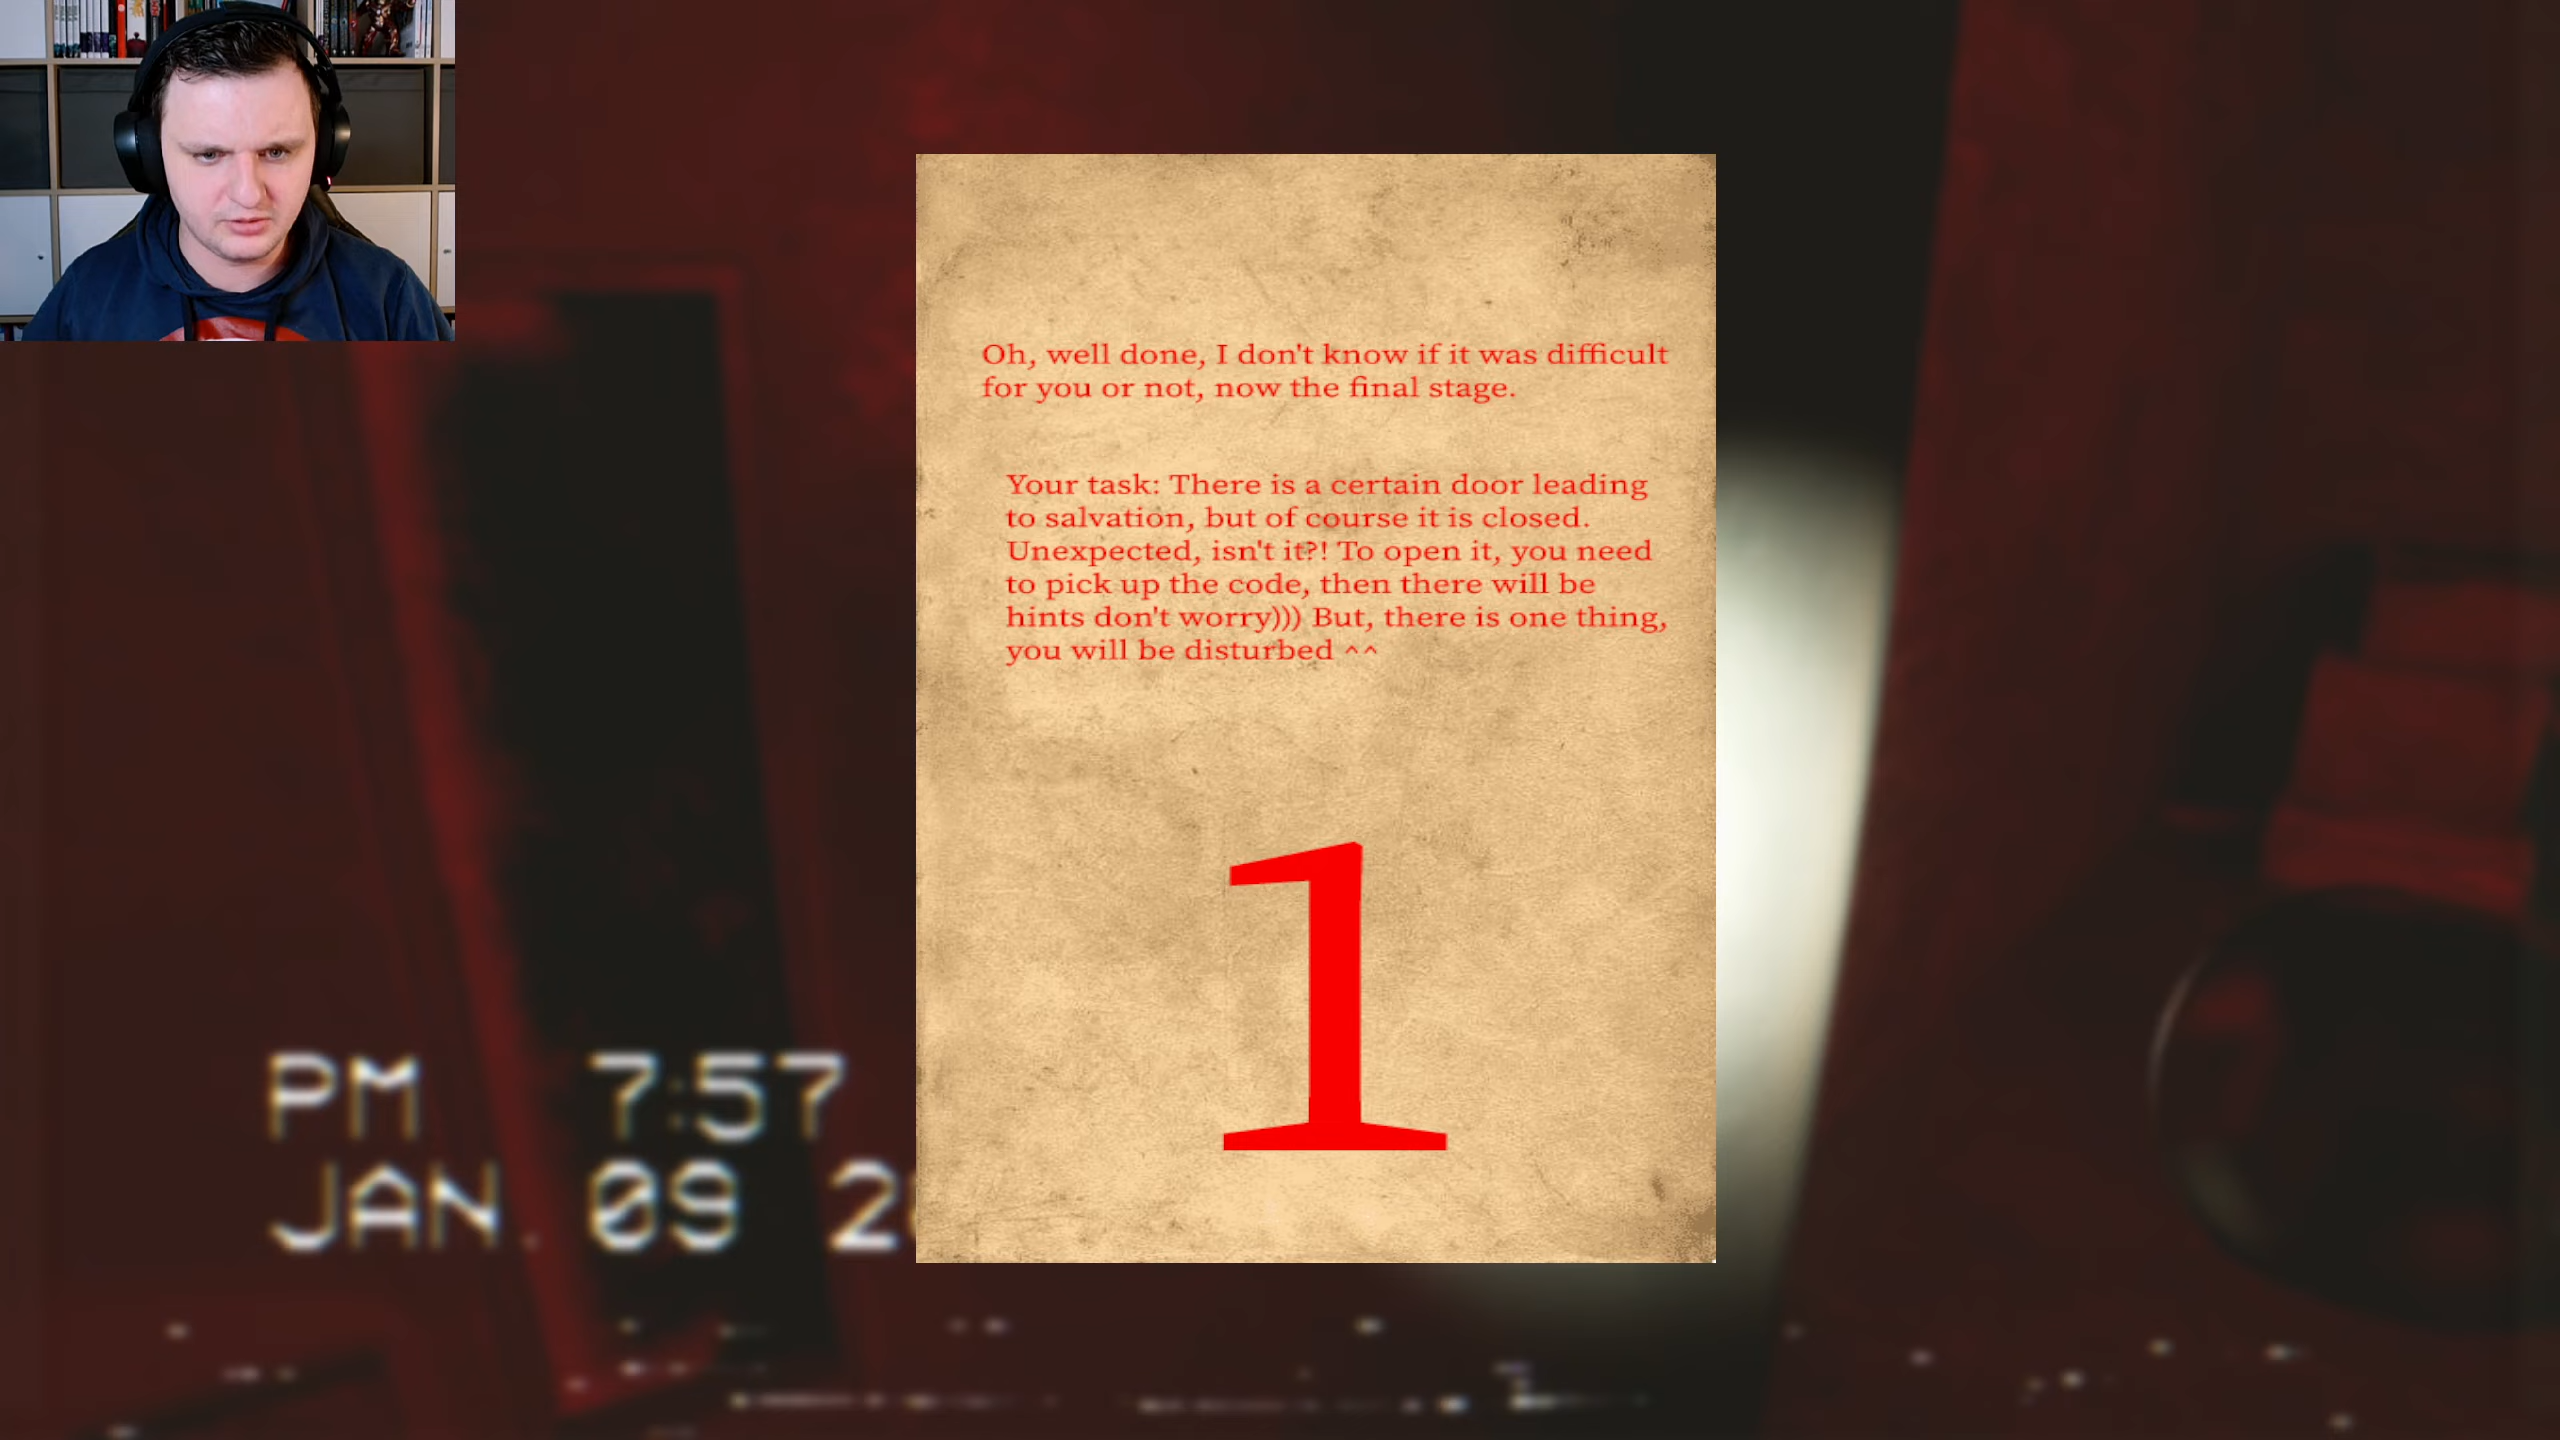 Oh, well done, I don't know if it was difficult
for you or not, now the final stage.
Your task: There is a certain door leading
to salvation, but of course it is closed.
Unexpected, isn't it?! To open it, you need
to pick up the code, then there will be
hints don't worry))) But, there is one thing,
you will be disturbed ^^
1
PM 7:57
JAN. 09